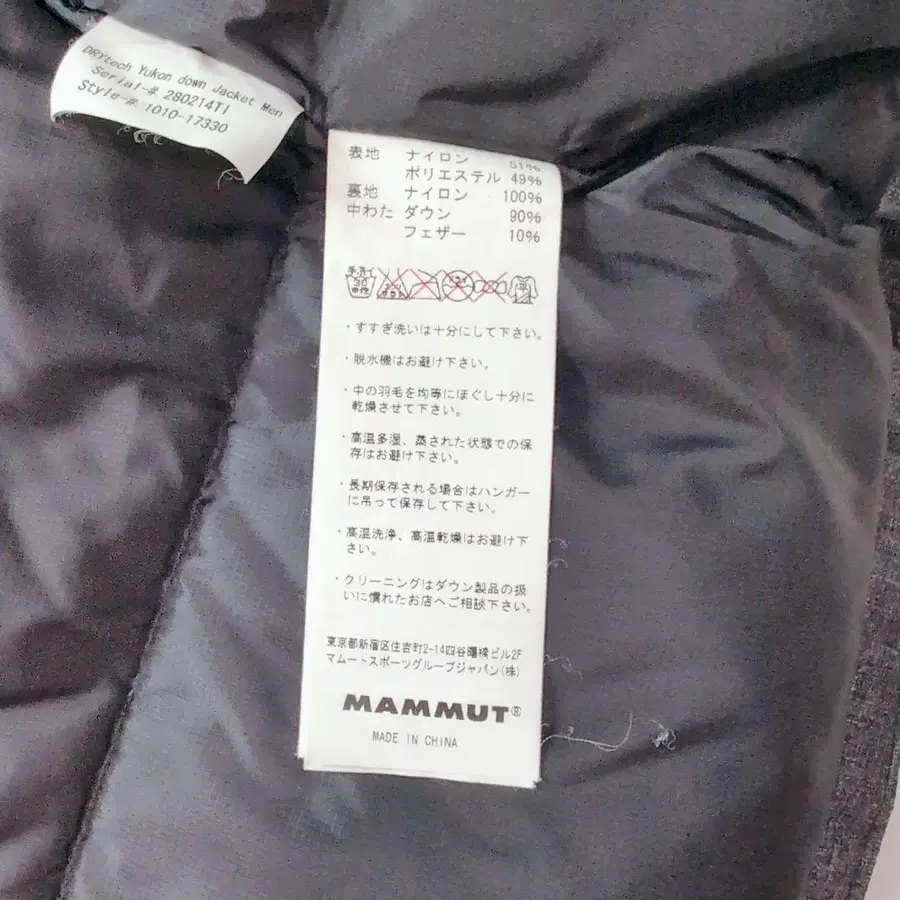 DRYtech Yukon down Jacket Men
Serial-# 280214TI
Style-# 1010-17330
表地 ナイロン 51%
ポリエステル 49%
裏地 ナイロン 100%
中わた ダウン 90%
フェザー 10%
手洗イ
30
中性
・すすぎ洗いは十分にして下さい。
・脱水機はお避け下さい。
・中の羽毛を均等にほぐし十分に
乾燥させて下さい。
・高温多湿、蒸された状態での保
存はお避け下さい。
・長期保存される場合はハンガー
に吊って保存して下さい。
・高温洗浄、高温乾燥はお避け下
さい。
・クリーニングはダウン製品の扱
いに慣れたお店へご相談下さい。
東京都新宿区住吉町2-14四谷曙橋ビル2F
マムートスポーツグループジャパン(株)
MAMMUT®
MADE IN CHINA